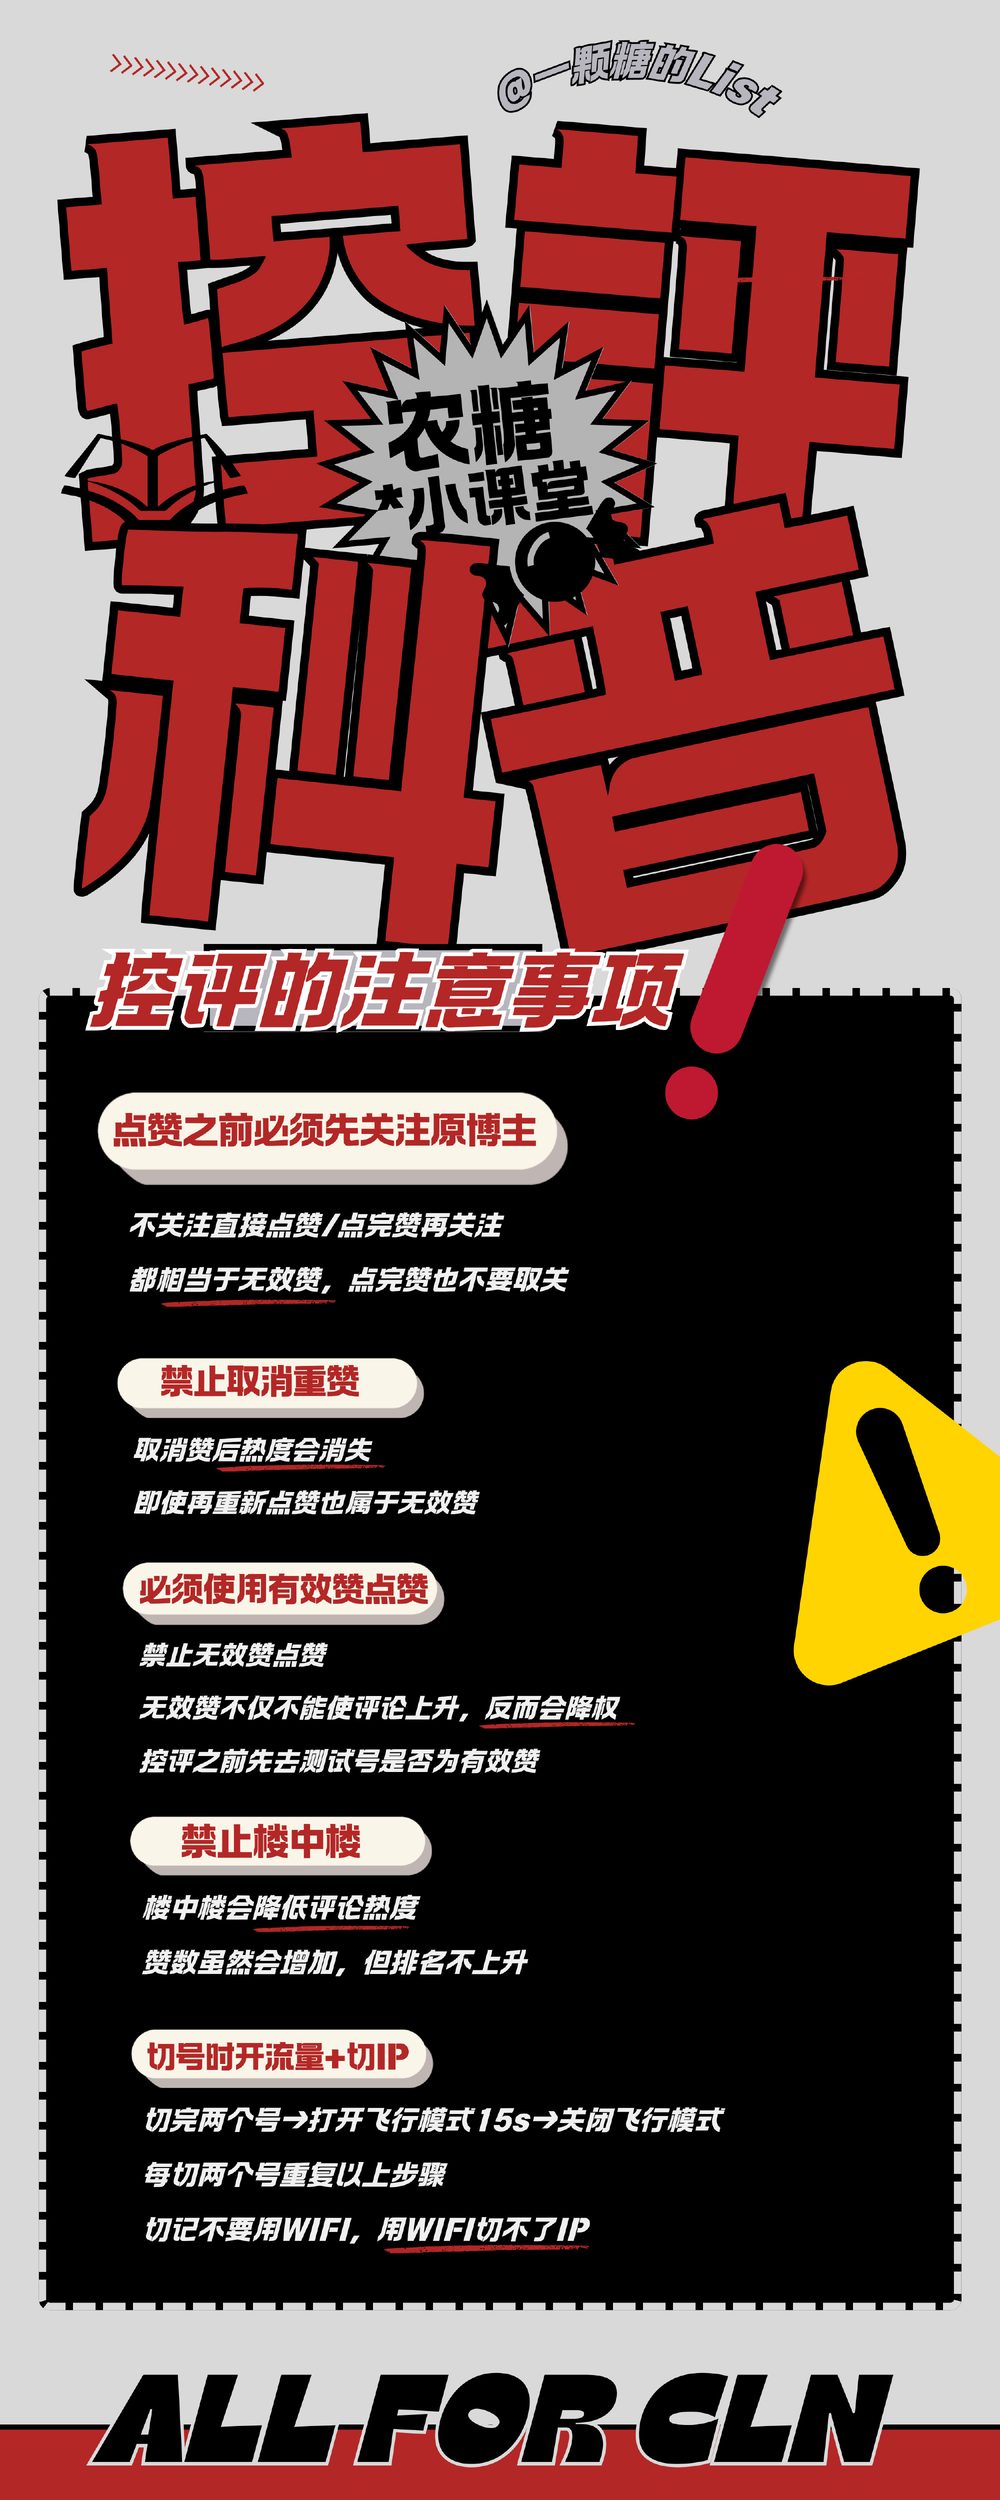 @一颗糖的List
控評
农糖
小课堂
科普
控评的注意事项
点赞之前必须先关注原博主
不关注直接点赞/点完赞再关注
都相当于无效赞，点完赞也不要取关
禁止取消重赞
取消赞后热度会消失
即使再重新点赞也属于无效赞
必须使用有效赞点赞
禁止无效赞点赞
无效赞不仅不能使评论上升，反而会降权
控评之前先去测试号是否为有效赞
禁止楼中楼
楼中楼会降低评论热度
赞数虽然会增加，但排名不上升
切号时开流量+切IP
切完两个号→打开飞行模式15s→关闭飞行模式
每切两个号重复以上步骤
切记不要用WIFI，用WIFI切不了IP
ALL FOR CLN